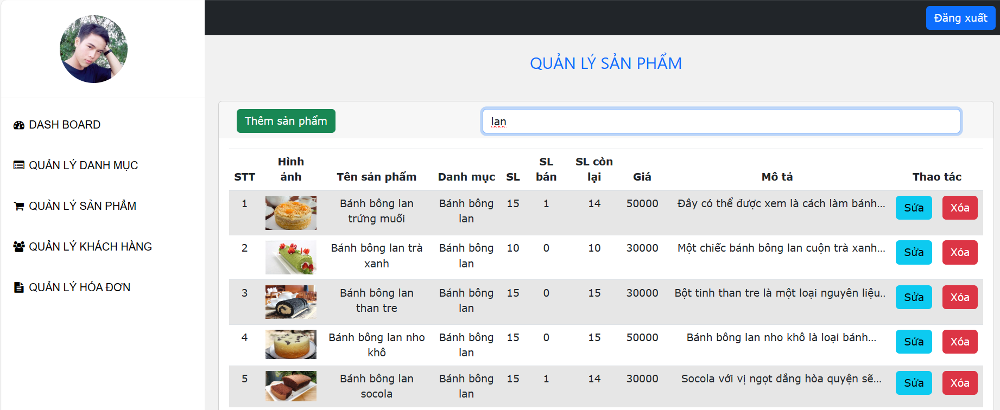 Đăng xuất
QUẢN LÝ SẢN PHẨM
DASH BOARD
QUẢN LÝ DANH MỤC
QUẢN LÝ SẢN PHẨM
QUẢN LÝ KHÁCH HÀNG
QUẢN LÝ HÓA ĐƠN
Thêm sản phẩm
lan
STT Hình ảnh Tên sản phẩm Danh mục SL SL bán SL còn lại Giá Mô tả Thao tác
1 Bánh bông lan trứng muối Bánh bông lan 15 1 14 50000 Đây có thể được xem là cách làm bánh... Sửa Xóa
2 Bánh bông lan trà xanh Bánh bông lan 10 0 10 30000 Một chiếc bánh bông lan cuộn trà xanh... Sửa Xóa
3 Bánh bông lan than tre Bánh bông lan 15 0 15 30000 Bột tinh than tre là một loại nguyên liệu... Sửa Xóa
4 Bánh bông lan nho khô Bánh bông lan 15 0 15 50000 Bánh bông lan nho khô là loại bánh... Sửa Xóa
5 Bánh bông lan socola Bánh bông lan 15 1 14 30000 Socola với vị ngọt đắng hòa quyện sẽ... Sửa Xóa